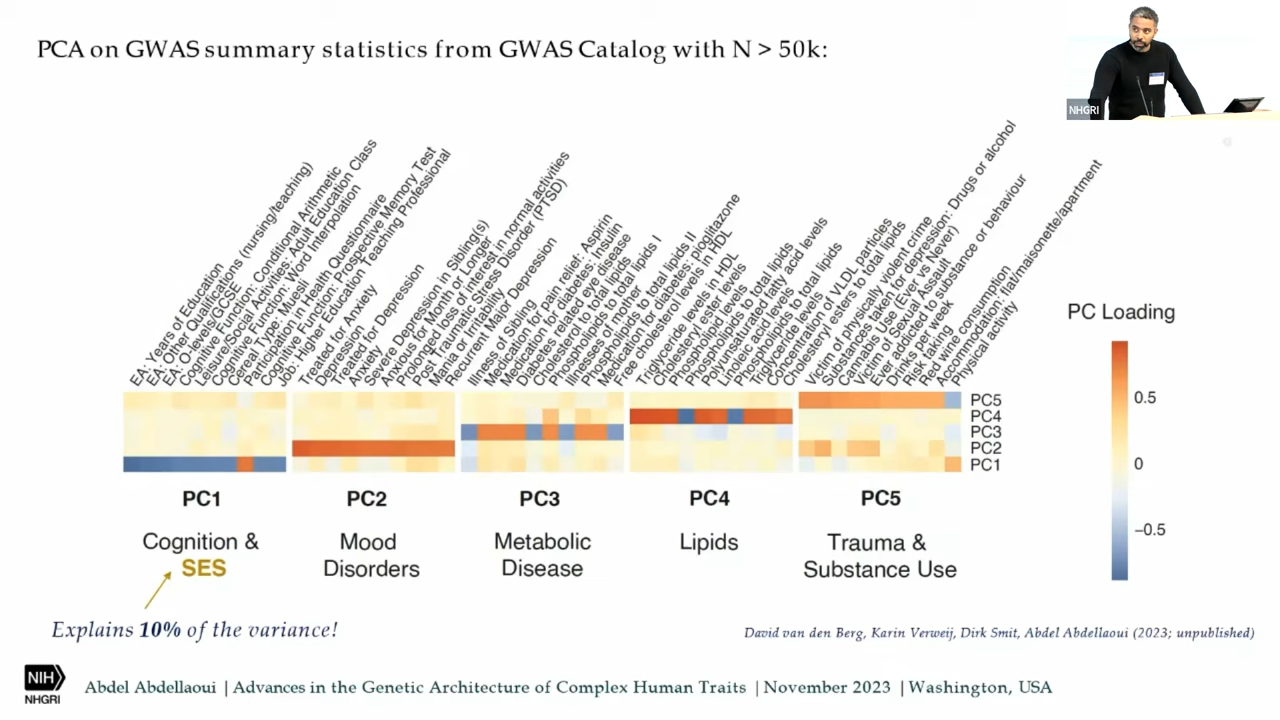 PCA on GWAS summary statistics from GWAS Catalog with N > 50k:
NHGRI
EA: Years of Education
EA: Other Qualifications (nursing/teaching)
EA: O-levels/GCSE
Cognitive Function: Conditional Arithmetic
Leisure/Social Activities: Adult Education Class
Cognitive Function: Word Interpolation
Cereal Type: Muesli
Participation in Health Questionnaire
Cognitive Function: Prospective Memory Test
Job: Higher Education Teaching Professional
Treated for Anxiety
Depression
Treated for Depression
Anxiety
Severe Depression in Sibling(s)
Anxious for Month or Longer
Prolonged loss of interest in normal activities
Post Traumatic Stress Disorder (PTSD)
Mania or Irritability
Recurrent Major Depression
Illness of Sibling
Medication for pain relief: Aspirin
Medication for diabetes: Insulin
Diabetes related eye disease
Cholesterol to total lipids
Phospholipids to total lipids I
Illnesses of mother
Phospholipids to total lipids II
Medication for diabetes: pioglitazone
Free cholesterol levels in HDL
Triglyceride levels in HDL
Cholesteryl ester levels
Phospholipid levels
Phospholipids to total lipids
Polyunsaturated fatty acid levels
Linoleic acid levels
Phospholipids to total lipids
Triglyceride levels
Concentration of VLDL particles
Cholesteryl esters to total lipids
Victim of physically violent crime
Substances taken for depression: Drugs or alcohol
Cannabis Use (Ever vs Never)
Victim of Sexual Assault
Ever addicted to substance or behaviour
Drinks per week
Risk taking
Red wine consumption
Accommodation: flat/maisonette/apartment
Physical activity
PC5
PC4
PC3
PC2
PC1
PC Loading
0.5
0
−0.5
PC1
PC2
PC3
PC4
PC5
Cognition &
SES
Mood
Disorders
Metabolic
Disease
Lipids
Trauma &
Substance Use
Explains 10% of the variance!
David van den Berg, Karin Verweij, Dirk Smit, Abdel Abdellaoui (2023; unpublished)
NIH
NHGRI
Abdel Abdellaoui | Advances in the Genetic Architecture of Complex Human Traits | November 2023 | Washington, USA